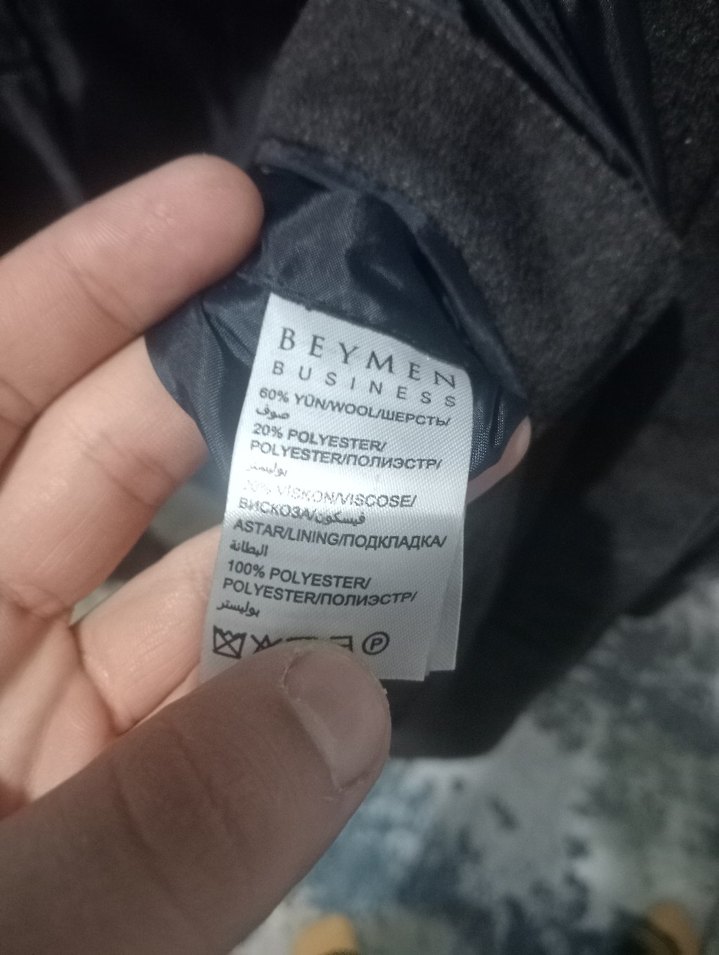 BEYMEN
BUSINESS
60% YÜN/WOOL/ШЕРСТЬ/
صوف
20% POLYESTER/
POLYESTER/ПОЛИЭСТР/
بوليستر
20% VİSKON/VISCOSE/
ВИСКОЗА/فيسكون
ASTAR/LINING/ПОДКЛАДКА/
البطانة
100% POLYESTER/
POLYESTER/ПОЛИЭСТР/
بوليستر
P